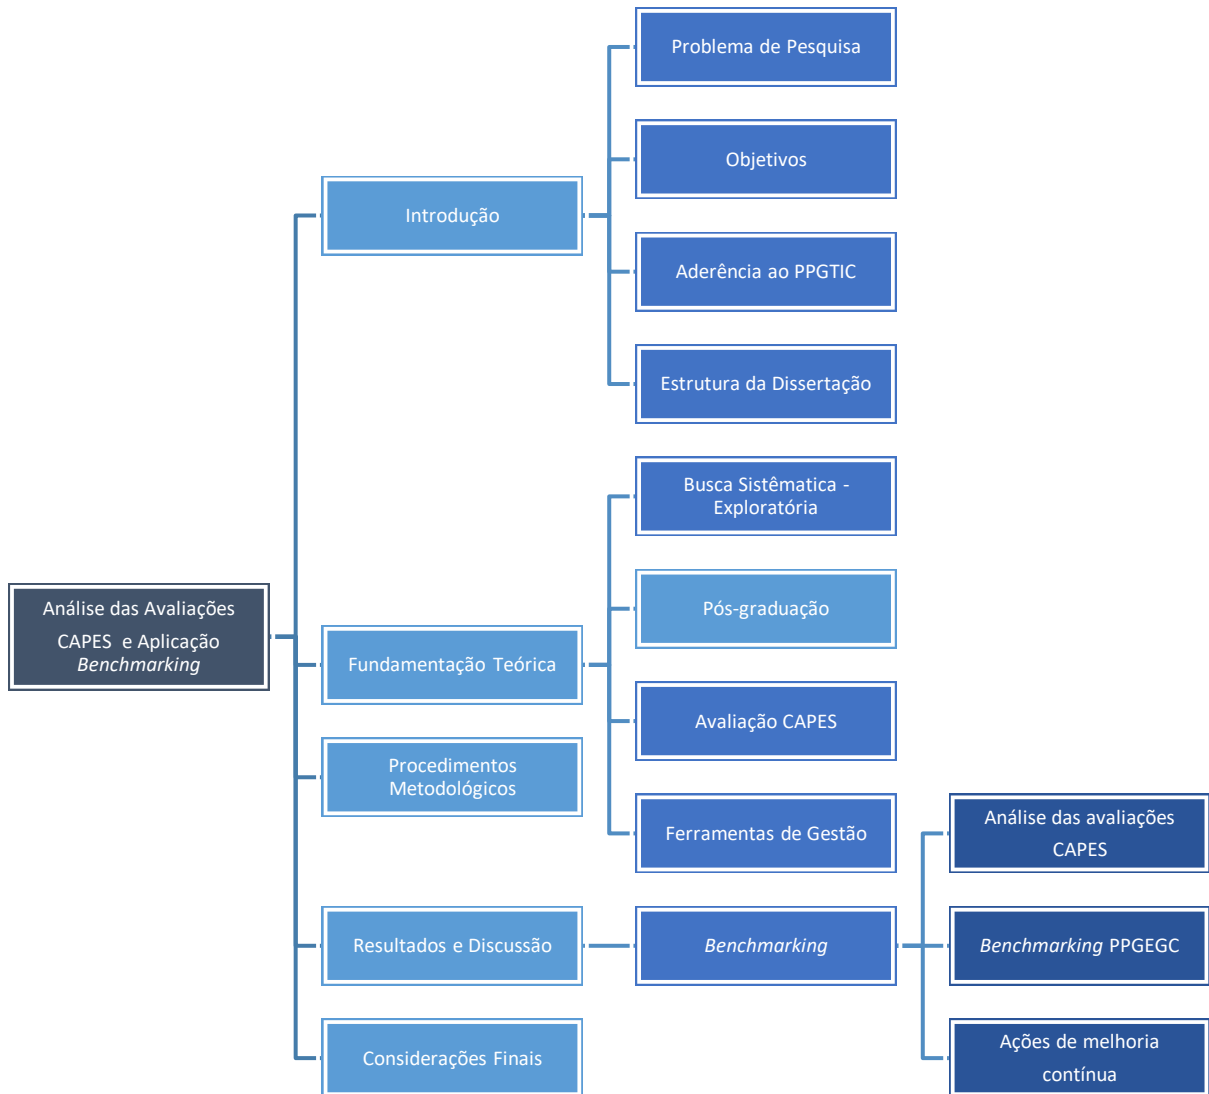 Análise das Avaliações
CAPES e Aplicação
Benchmarking
Introdução
Problema de Pesquisa
Objetivos
Aderência ao PPGTIC
Estrutura da Dissertação
Fundamentação Teórica
Busca Sistêmatica -
Exploratória
Pós-graduação
Avaliação CAPES
Ferramentas de Gestão
Procedimentos
Metodológicos
Resultados e Discussão
Benchmarking
Análise das avaliações
CAPES
Benchmarking PPGEGC
Ações de melhoria
contínua
Considerações Finais